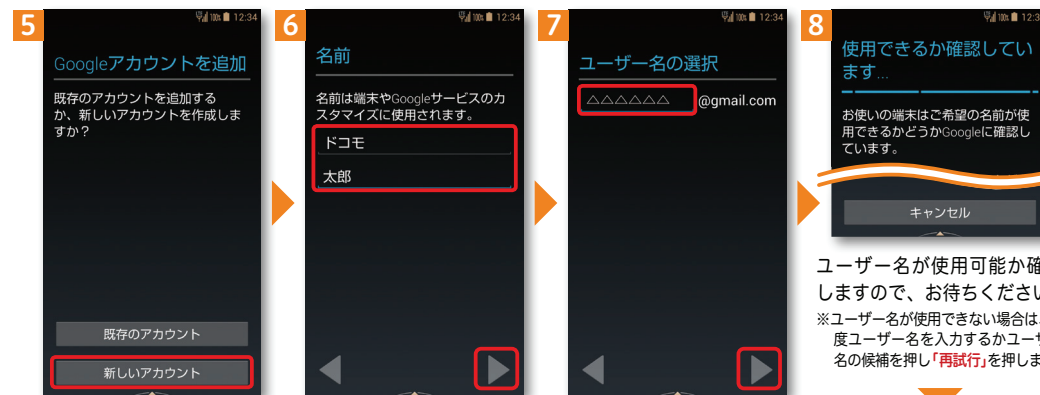 5
100% 12:34
Googleアカウントを追加
既存のアカウントを追加する
か、新しいアカウントを作成しま
すか？
既存のアカウント
新しいアカウント
6
100% 12:34
名前
名前は端末やGoogleサービスのカ
スタマイズに使用されます。
ドコモ
太郎
7
100% 12:34
ユーザー名の選択
△△△△△△ @gmail.com
8
100% 12:3
使用できるか確認してい
ます...
お使いの端末はご希望の名前が使
用できるかどうかGoogleに確認し
ています。
キャンセル
ユーザー名が使用可能か確
しますので、お待ちください
※ユーザー名が使用できない場合は、
度ユーザー名を入力するかユーザ
名の候補を押し「再試行」を押しま